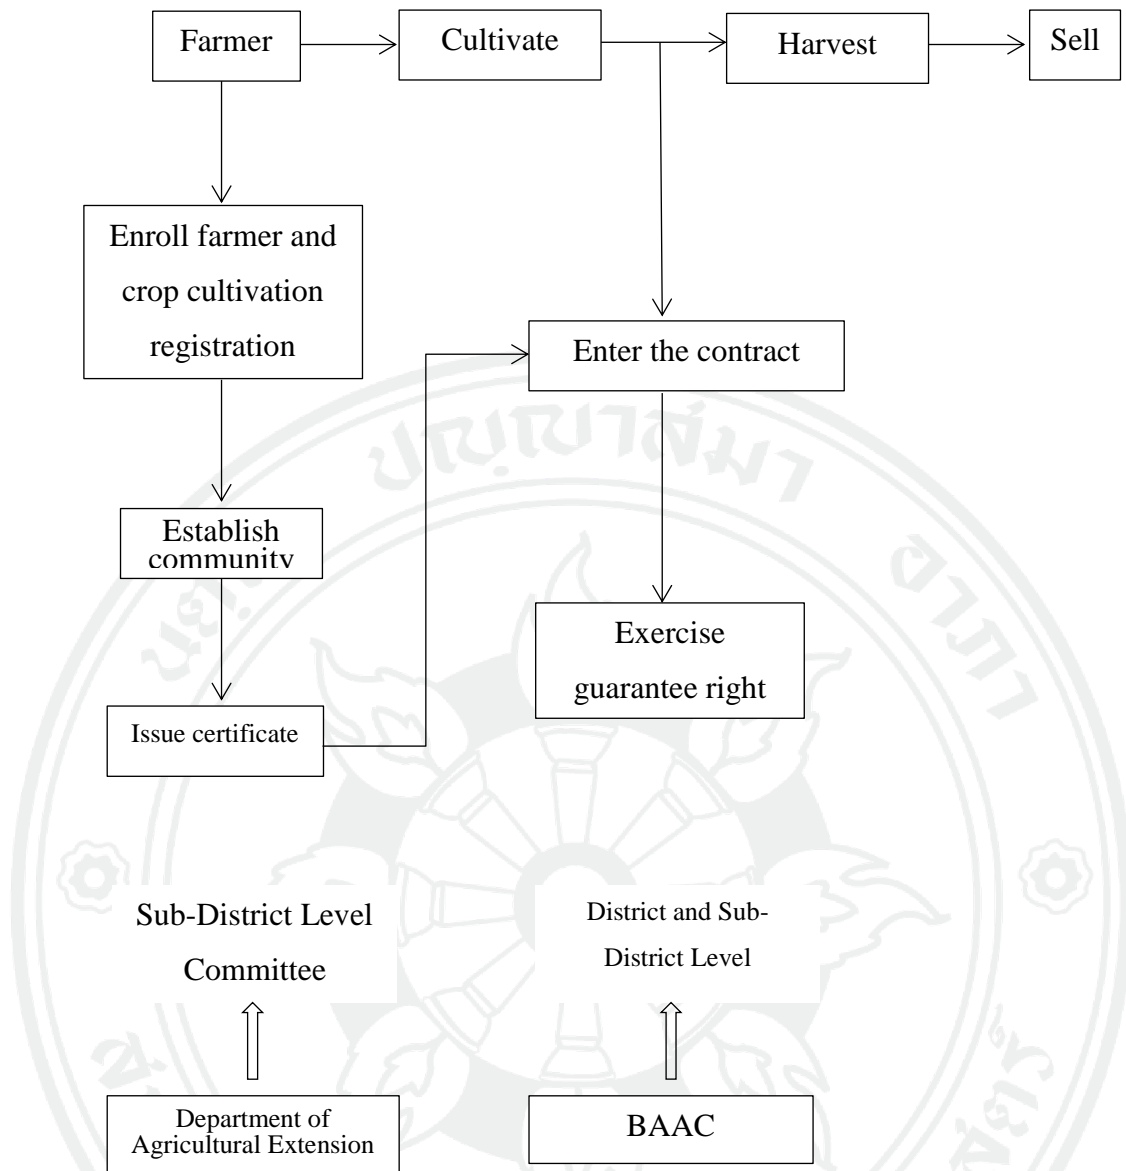 Farmer
Cultivate
Harvest
Sell
Enroll farmer and
crop cultivation
registration
Enter the contract
Establish
community
Exercise
guarantee right
Issue certificate
Sub-District Level
Committee
District and Sub-
District Level
Department of
Agricultural Extension
BAAC